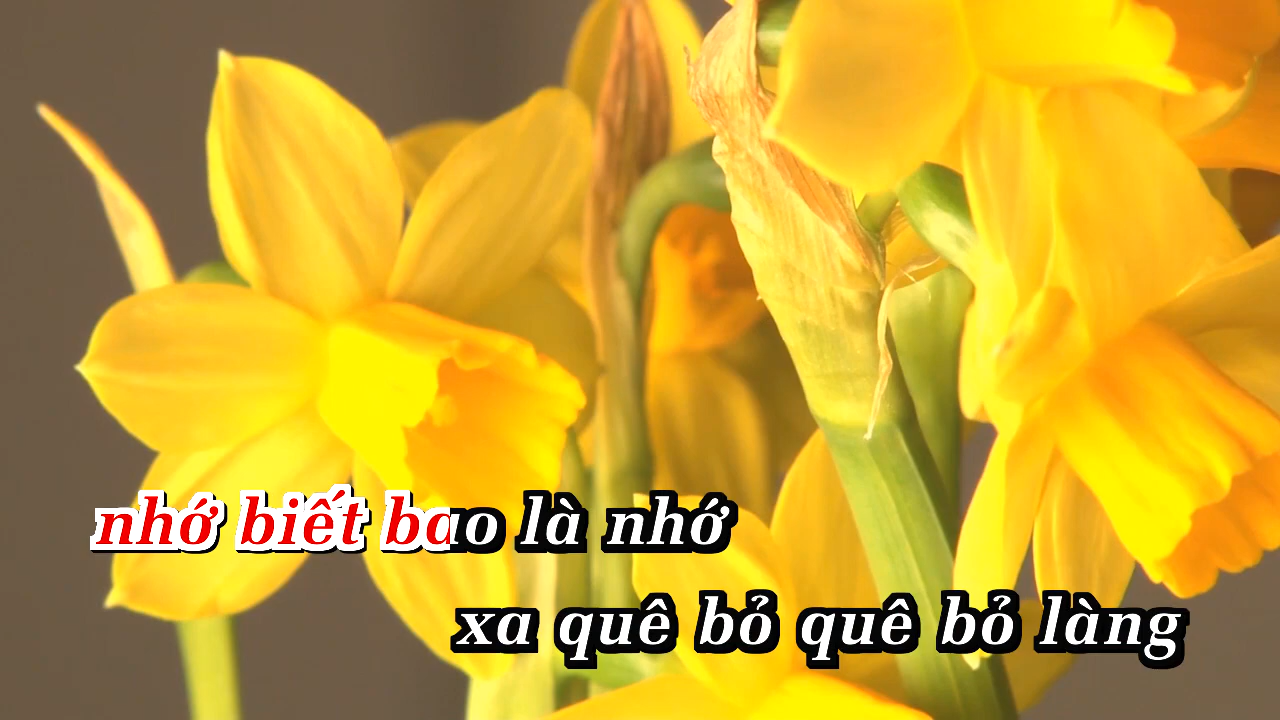 nhớ biết bao là nhớ
xa quê bỏ quê bỏ làng